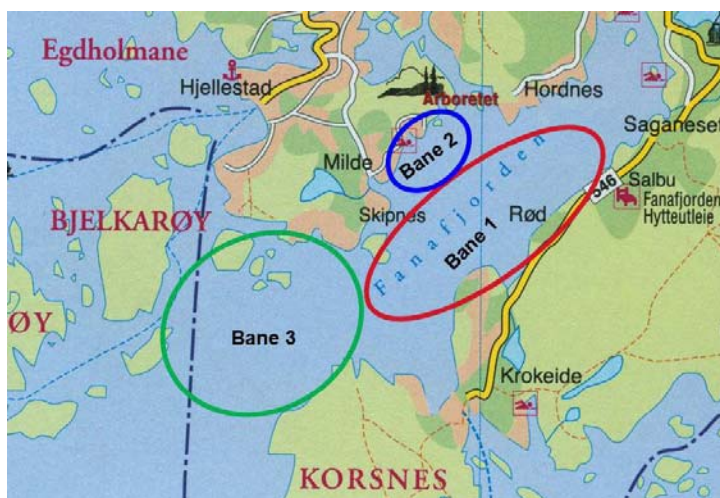 Egdholmane
Hjellestad
Arboretet
Hordnes
Saganeset
Milde
Bane 2
546
Salbu
Fanafjorden
Hytteutleie
BJELKARØY
Skipnes
Fanafjorden
Rød
Bane 1
ØY
Bane 3
Krokeide
KORSNES